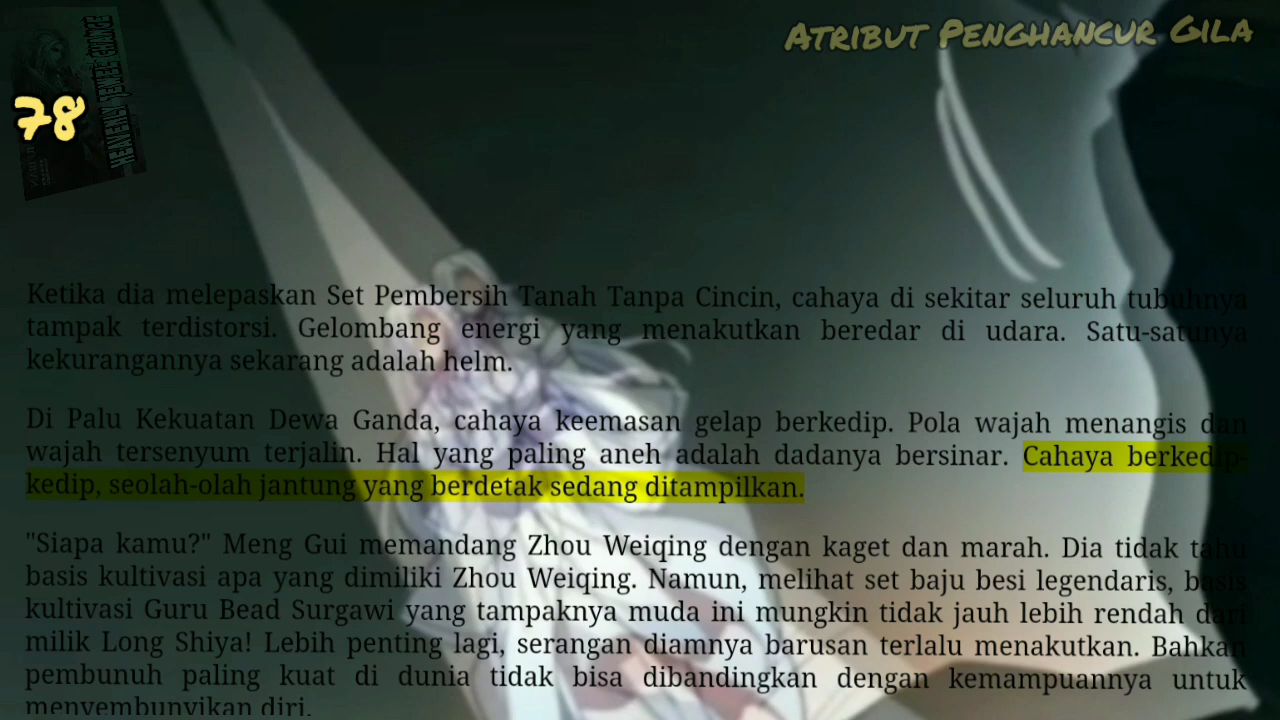 Atribut Penghancur Gila
78
HEAVENLY JEWEL CHANGE
Ketika dia melepaskan Set Pembersih Tanah Tanpa Cincin, cahaya di sekitar seluruh tubuhnya
tampak terdistorsi. Gelombang energi yang menakutkan beredar di udara. Satu-satunya
kekurangannya sekarang adalah helm.
Di Palu Kekuatan Dewa Ganda, cahaya keemasan gelap berkedip. Pola wajah menangis dan
wajah tersenyum terjalin. Hal yang paling aneh adalah dadanya bersinar. Cahaya berkedip-
kedip, seolah-olah jantung yang berdetak sedang ditampilkan.
"Siapa kamu?" Meng Gui memandang Zhou Weiqing dengan kaget dan marah. Dia tidak tahu
basis kultivasi apa yang dimiliki Zhou Weiqing. Namun, melihat set baju besi legendaris, basis
kultivasi Guru Bead Surgawi yang tampaknya muda ini mungkin tidak jauh lebih rendah dari
milik Long Shiya! Lebih penting lagi, serangan diamnya barusan terlalu menakutkan. Bahkan
pembunuh paling kuat di dunia tidak bisa dibandingkan dengan kemampuannya untuk
menyembunyikan diri.